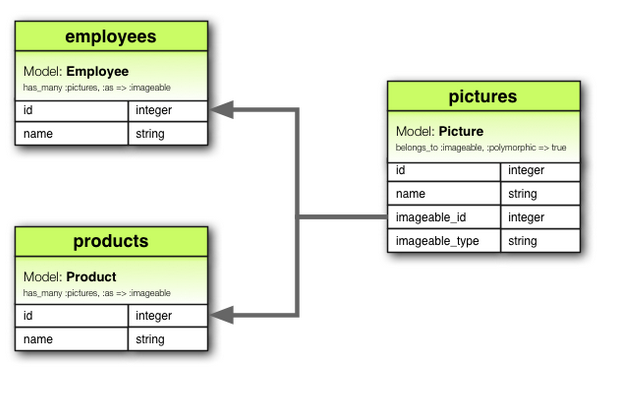 employees
Model: Employee
has_many :pictures, :as => :imageable
id integer
name string
pictures
Model: Picture
belongs_to :imageable, :polymorphic => true
id integer
name string
imageable_id integer
imageable_type string
products
Model: Product
has_many :pictures, :as => :imageable
id integer
name string